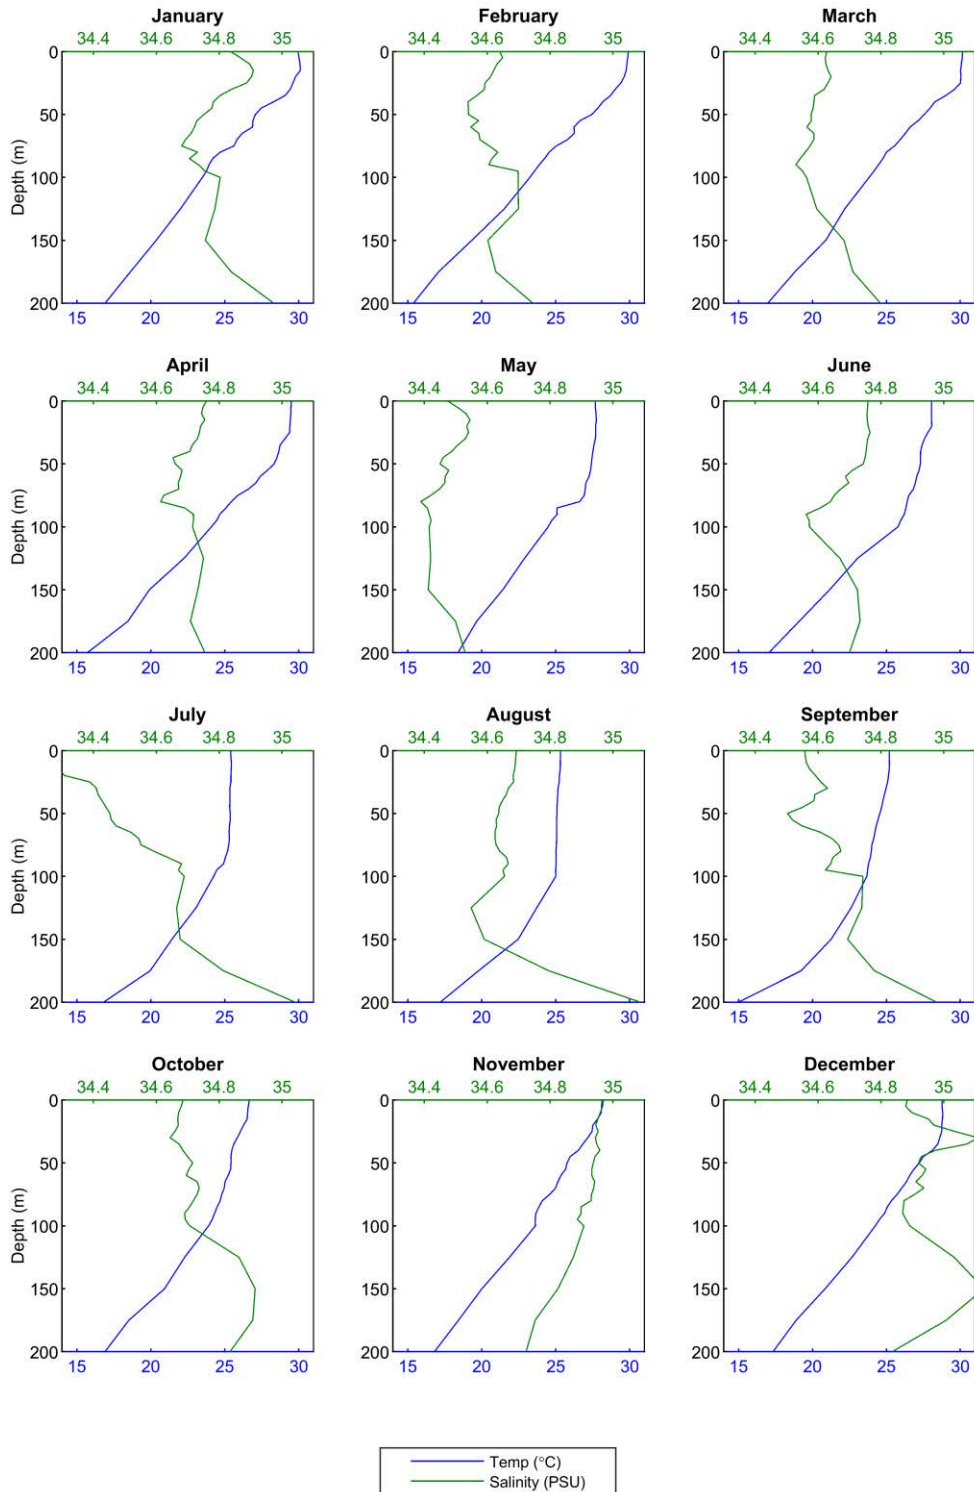 January February March
34.4 34.6 34.8 35 34.4 34.6 34.8 35 34.4 34.6 34.8 35
0 0 0
50 50 50
Depth (m)
100 100 100
150 150 150
200 200 200
15 20 25 30 15 20 25 30 15 20 25 30
April May June
34.4 34.6 34.8 35 34.4 34.6 34.8 35 34.4 34.6 34.8 35
0 0 0
50 50 50
Depth (m)
100 100 100
150 150 150
200 200 200
15 20 25 30 15 20 25 30 15 20 25 30
July August September
34.4 34.6 34.8 35 34.4 34.6 34.8 35 34.4 34.6 34.8 35
0 0 0
50 50 50
Depth (m)
100 100 100
150 150 150
200 200 200
15 20 25 30 15 20 25 30 15 20 25 30
October November December
34.4 34.6 34.8 35 34.4 34.6 34.8 35 34.4 34.6 34.8 35
0 0 0
50 50 50
Depth (m)
100 100 100
150 150 150
200 200 200
15 20 25 30 15 20 25 30 15 20 25 30
Temp (°C)
Salinity (PSU)